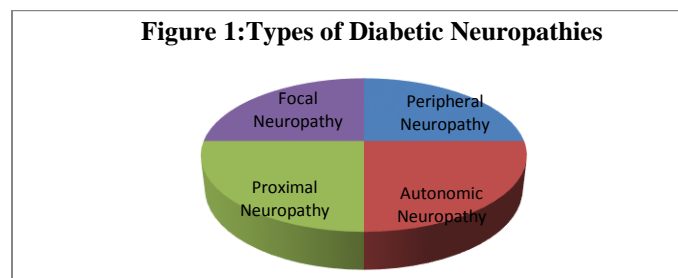 Figure 1:Types of Diabetic Neuropathies
Focal
Neuropathy
Peripheral
Neuropathy
Proximal
Neuropathy
Autonomic
Neuropathy